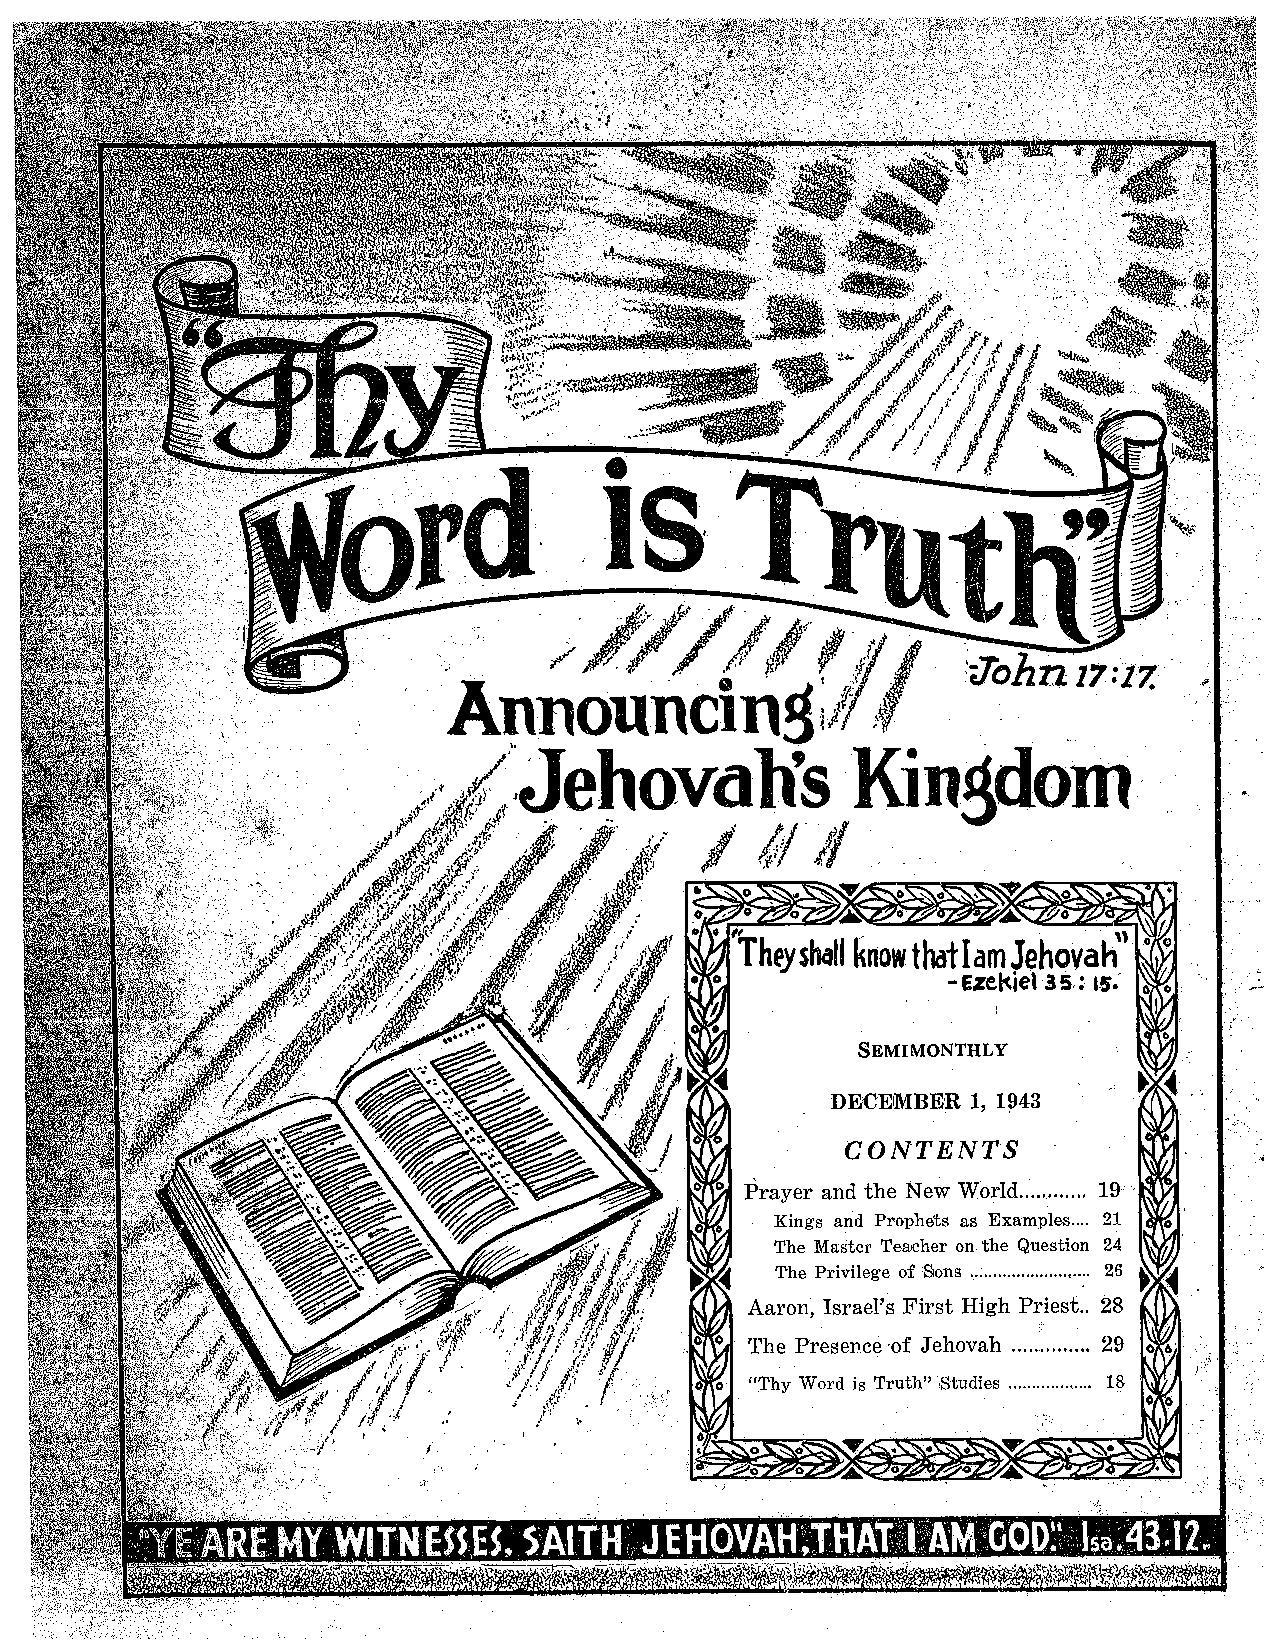 "Thy
Word is Truth"
-John 17:17.
Announcing
Jehovah's Kingdom
"They shall know that I am Jehovah"
-Ezekiel 35:15.
SEMIMONTHLY
DECEMBER 1, 1943
CONTENTS
Prayer and the New World............ 19
Kings and Prophets as Examples.... 21
The Master Teacher on the Question 24
The Privilege of Sons .......................... 26
Aaron, Israel's First High Priest.. 28
The Presence of Jehovah .............. 29
"Thy Word is Truth" Studies ................. 18
"YE ARE MY WITNESSES, SAITH JEHOVAH, THAT I AM GOD." Isa. 43:12.